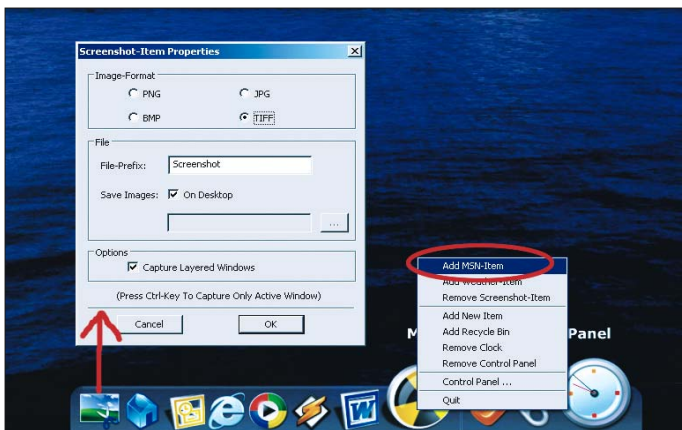 Screenshot-Item Properties
Image-Format
PNG JPG
BMP TIFF
File
File-Prefix: Screenshot
Save Images: On Desktop
...
Options
Capture Layered Windows
(Press Ctrl-Key To Capture Only Active Window)
Cancel OK
Add MSN-Item
Add Weather-Item
Remove Screenshot-Item
Add New Item
Add Recycle Bin
Remove Clock
Remove Control Panel
Control Panel ...
Quit
M Panel
W